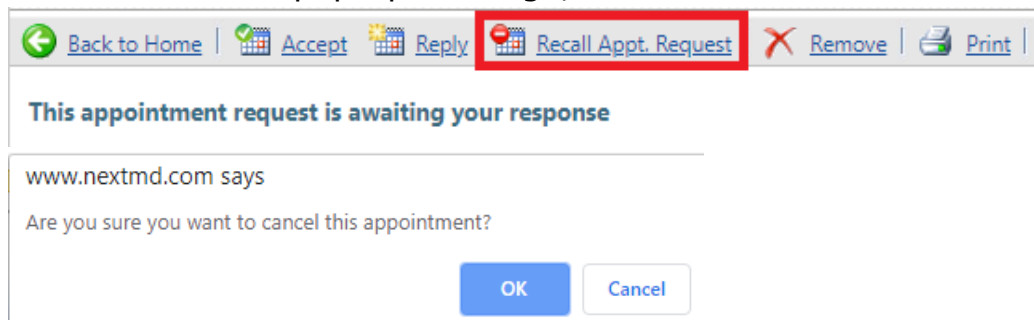 Back to Home | Accept Reply Recall Appt. Request Remove | Print |
This appointment request is awaiting your response
www.nextmd.com says
Are you sure you want to cancel this appointment?
OK Cancel